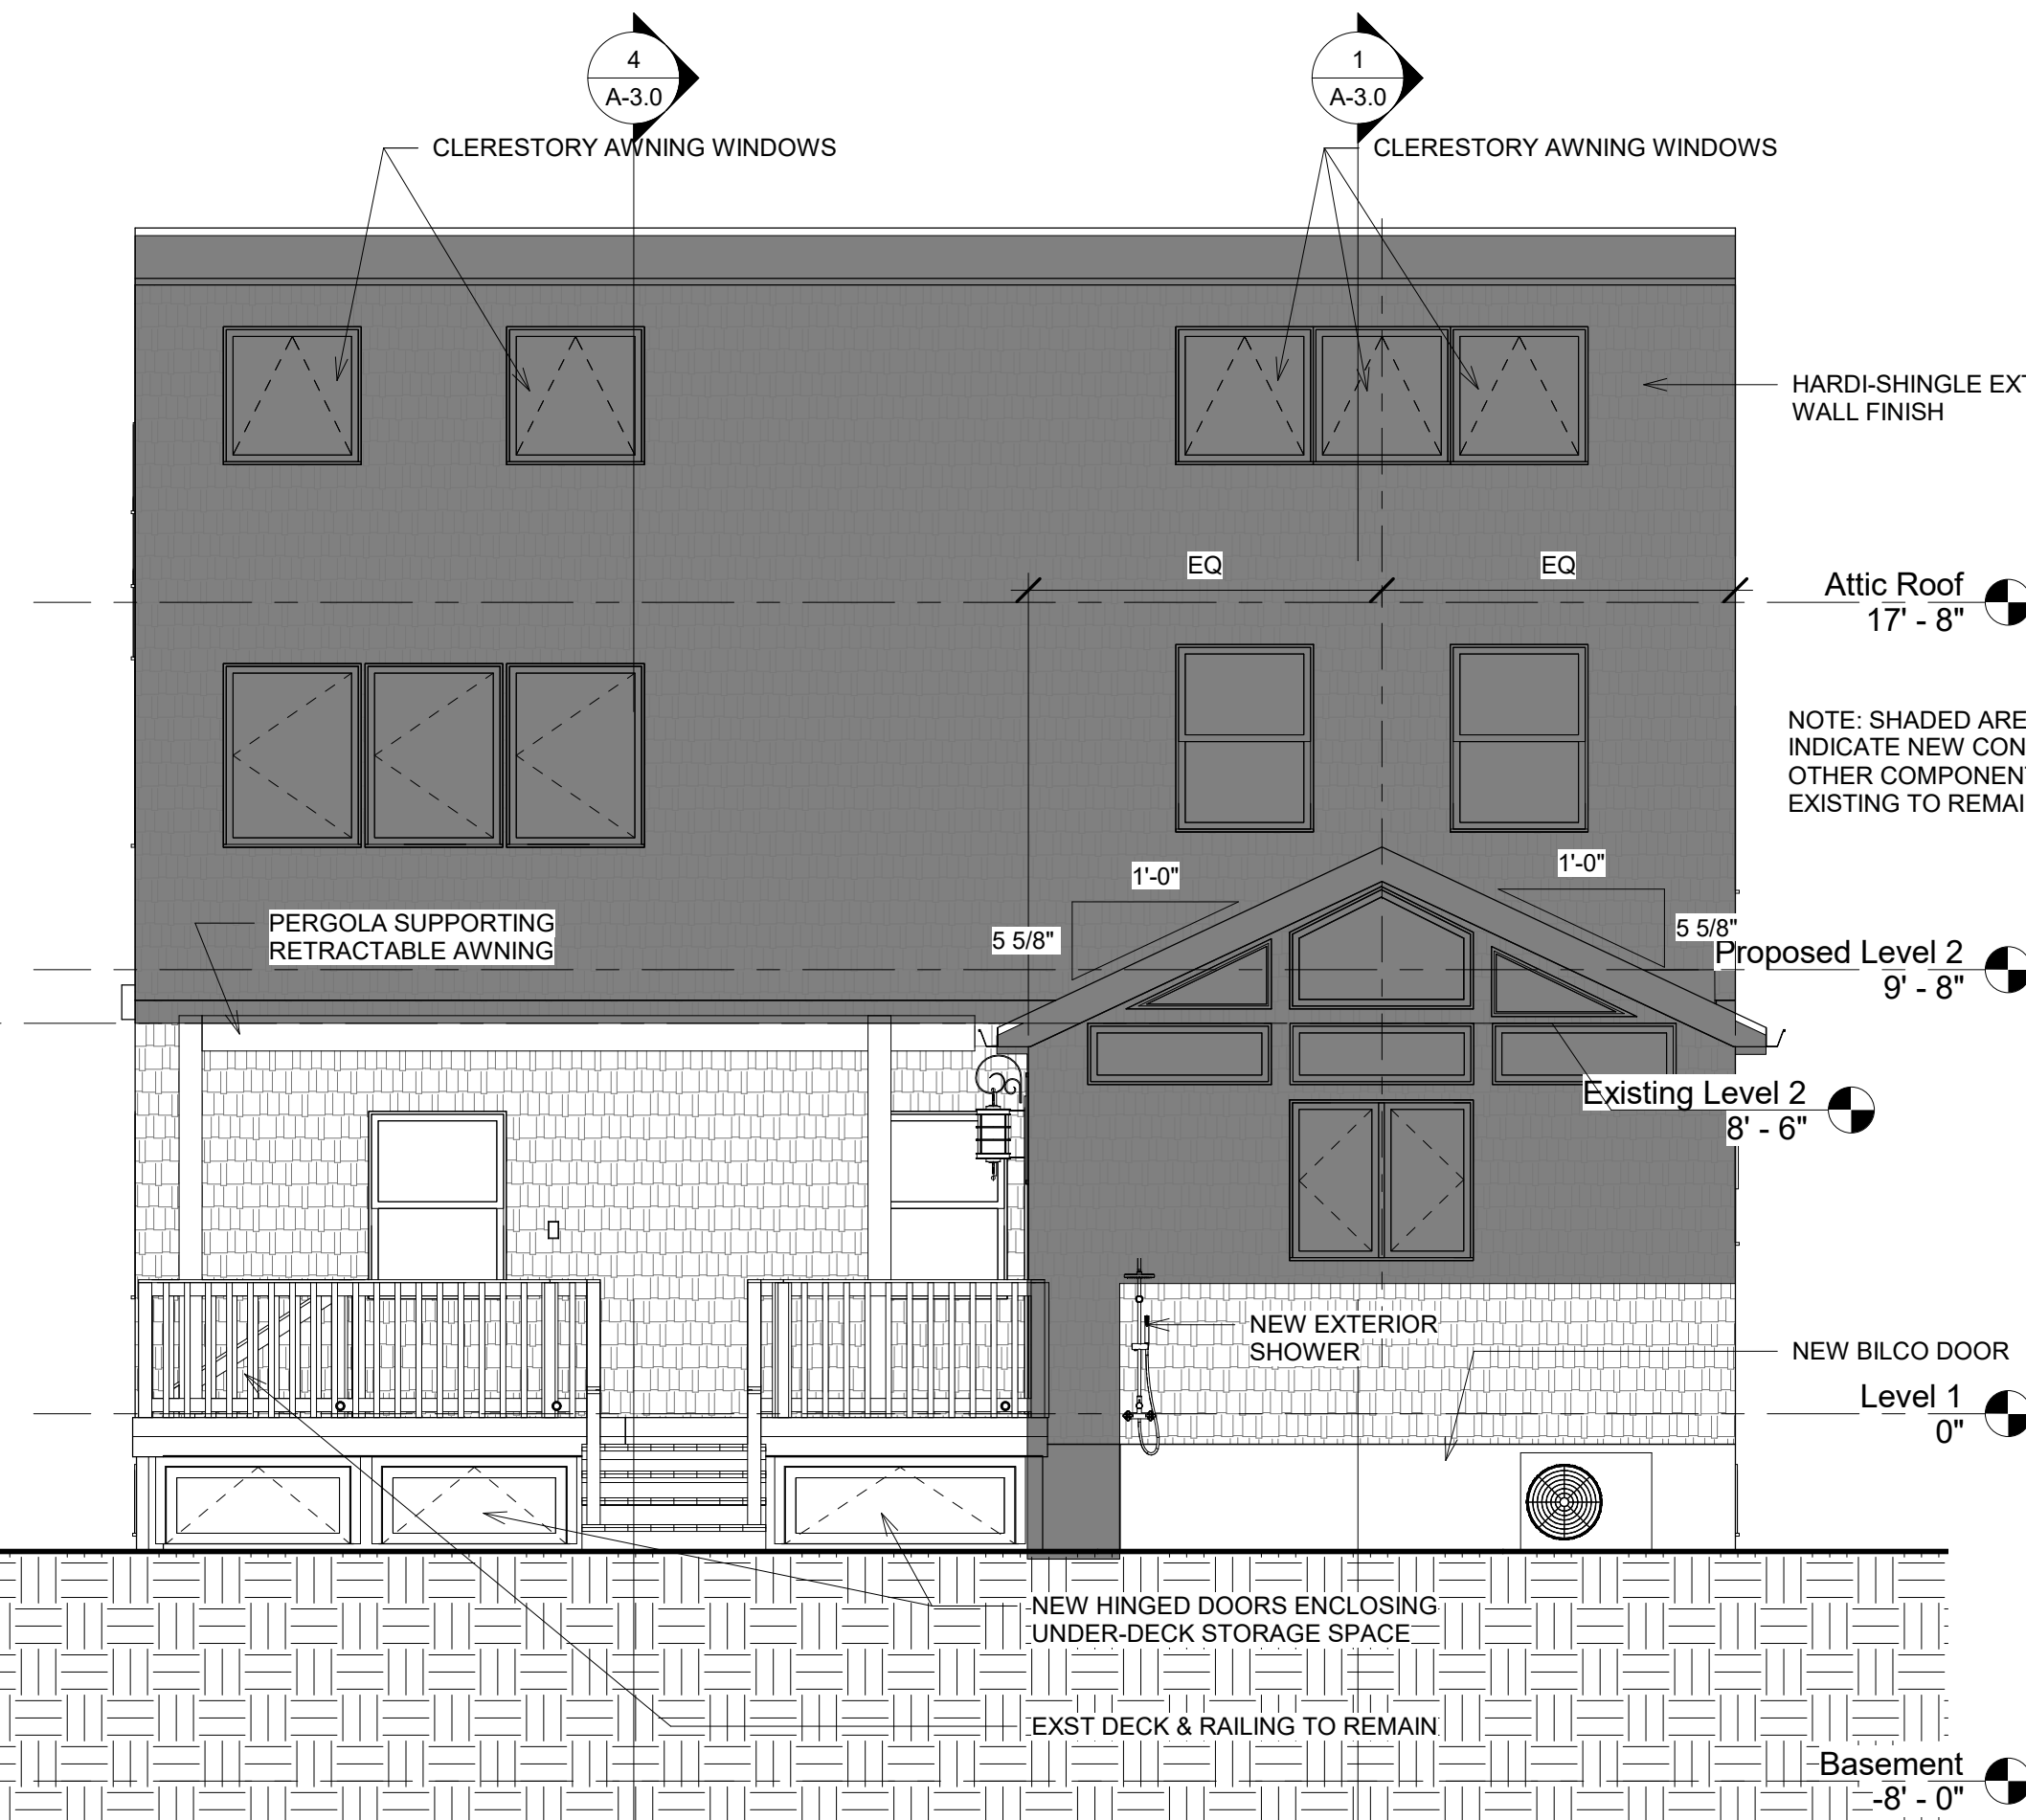 4
A-3.0
1
A-3.0
CLERESTORY AWNING WINDOWS
CLERESTORY AWNING WINDOWS
HARDI-SHINGLE EXT
WALL FINISH
EQ
EQ
Attic Roof
17' - 8"
NOTE: SHADED ARE
INDICATE NEW CON
OTHER COMPONENT
EXISTING TO REMAI
1'-0"
1'-0"
5 5/8"
5 5/8"
PERGOLA SUPPORTING
RETRACTABLE AWNING
Proposed Level 2
9' - 8"
Existing Level 2
8' - 6"
NEW EXTERIOR
SHOWER
NEW BILCO DOOR
Level 1
0"
NEW HINGED DOORS ENCLOSING
UNDER-DECK STORAGE SPACE
EXST DECK & RAILING TO REMAIN
Basement
-8' - 0"